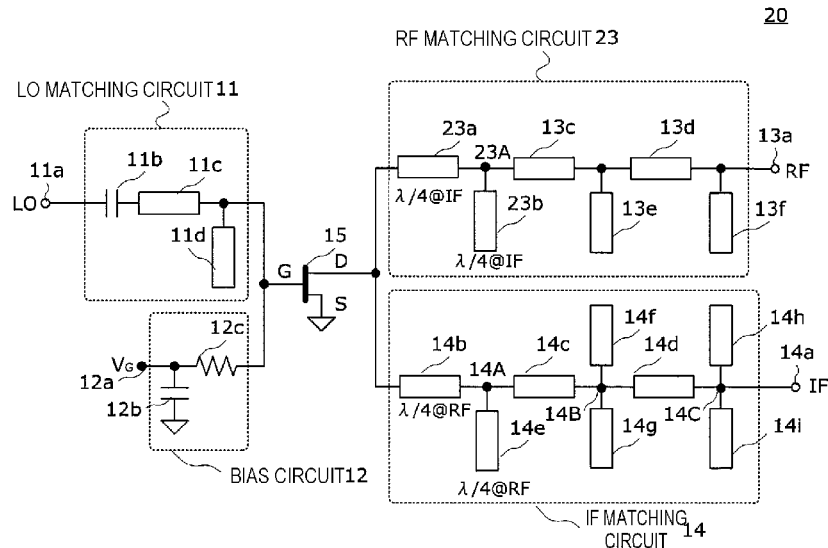 20
RF MATCHING CIRCUIT 23
LO MATCHING CIRCUIT 11
11a
11b
11c
LO
11d
23a
23A
13c
13d
13a
RF
λ/4@IF
23b
13e
13f
λ/4@IF
15
G
D
S
12c
VG
12a
12b
BIAS CIRCUIT 12
14b
14A
14c
14f
14d
14h
14a
IF
λ/4@RF
14e
14B
14g
14C
14i
λ/4@RF
IF MATCHING
CIRCUIT 14